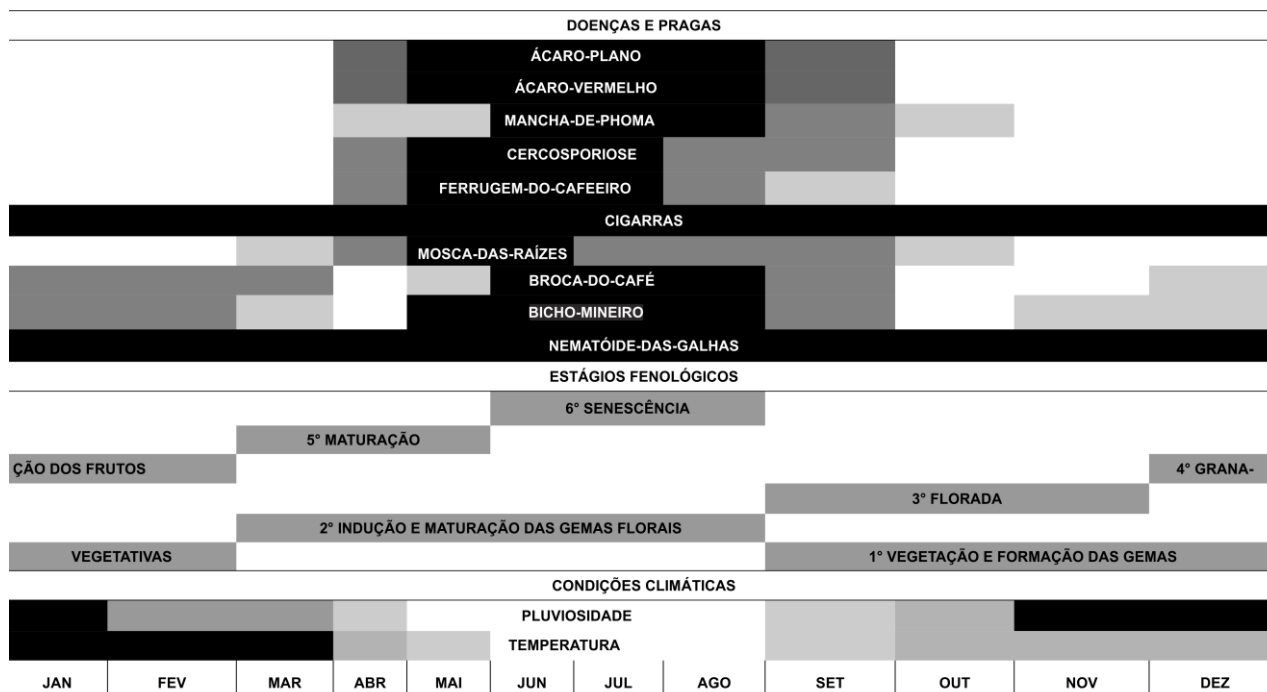 DOENÇAS E PRAGAS
ÁCARO-PLANO
ÁCARO-VERMELHO
MANCHA-DE-PHOMA
CERCOSPORIOSE
FERRUGEM-DO-CAFEEIRO
CIGARRAS
MOSCA-DAS-RAÍZES
BROCA-DO-CAFÉ
BICHO-MINEIRO
NEMATÓIDE-DAS-GALHAS
ESTÁGIOS FENOLÓGICOS
6° SENESCÊNCIA
5° MATURAÇÃO
ÇÃO DOS FRUTOS 4° GRANA-
3° FLORADA
2° INDUÇÃO E MATURAÇÃO DAS GEMAS FLORAIS
VEGETATIVAS 1° VEGETAÇÃO E FORMAÇÃO DAS GEMAS
CONDIÇÕES CLIMÁTICAS
PLUVIOSIDADE
TEMPERATURA
JAN FEV MAR ABR MAI JUN JUL AGO SET OUT NOV DEZ